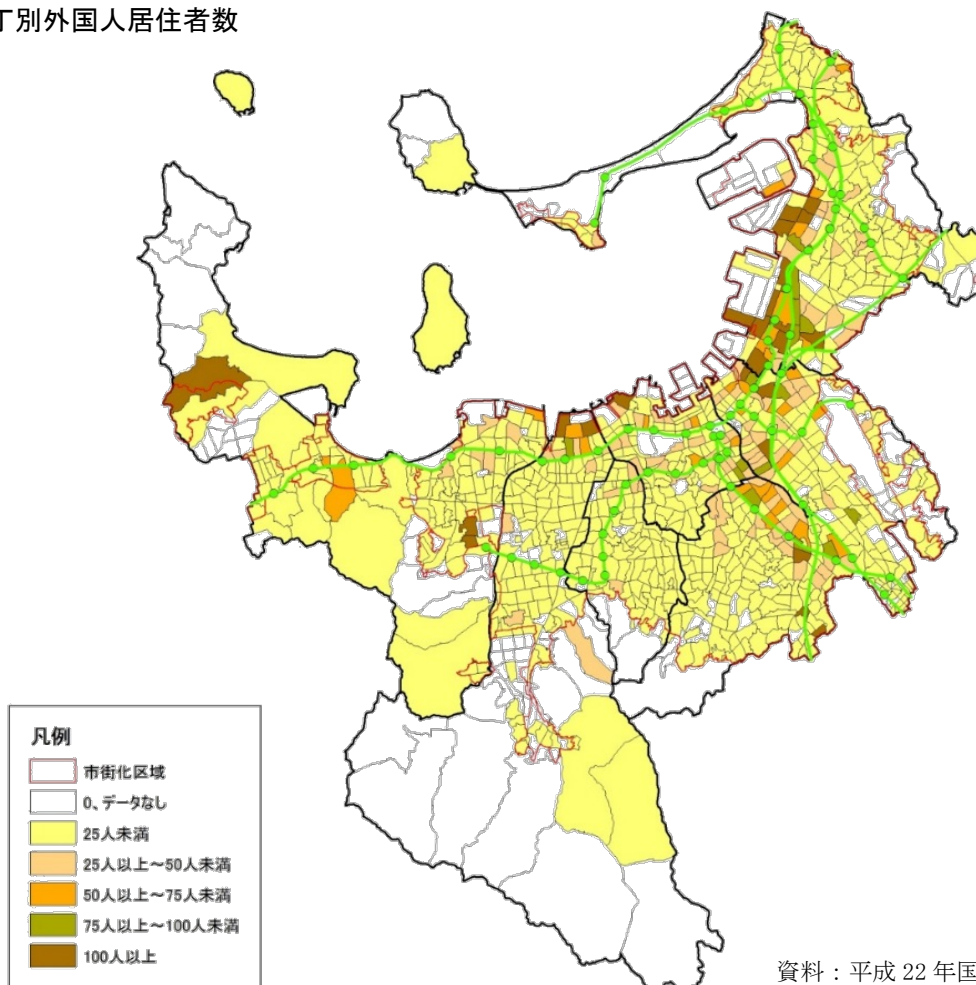 丁別外国人居住者数
凡例
市街化区域
0、データなし
25人未満
25人以上～50人未満
50人以上～75人未満
75人以上～100人未満
100人以上
資料：平成 22 年国